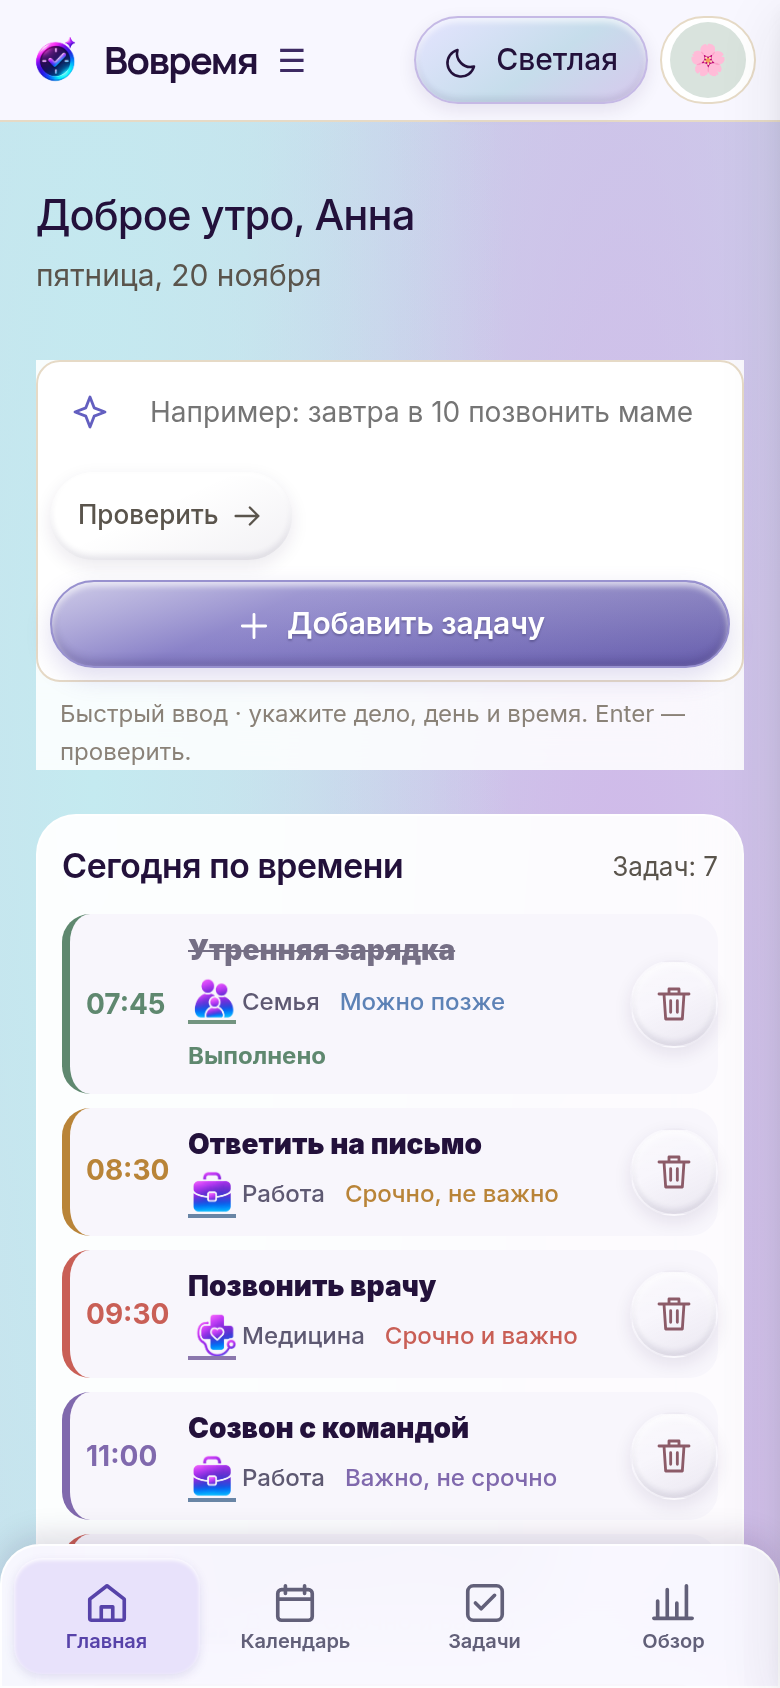 Вовремя
Светлая
Доброе утро, Анна
пятница, 20 ноября
Например: завтра в 10 позвонить маме
Проверить →
+ Добавить задачу
Быстрый ввод · укажите дело, день и время. Enter —
проверить.
Сегодня по времени
Задач: 7
Утренняя зарядка
07:45
Семья Можно позже
Выполнено
Ответить на письмо
08:30
Работа Срочно, не важно
Позвонить врачу
09:30
Медицина Срочно и важно
Созвон с командой
11:00
Работа Важно, не срочно
Главная
Календарь
Задачи
Обзор